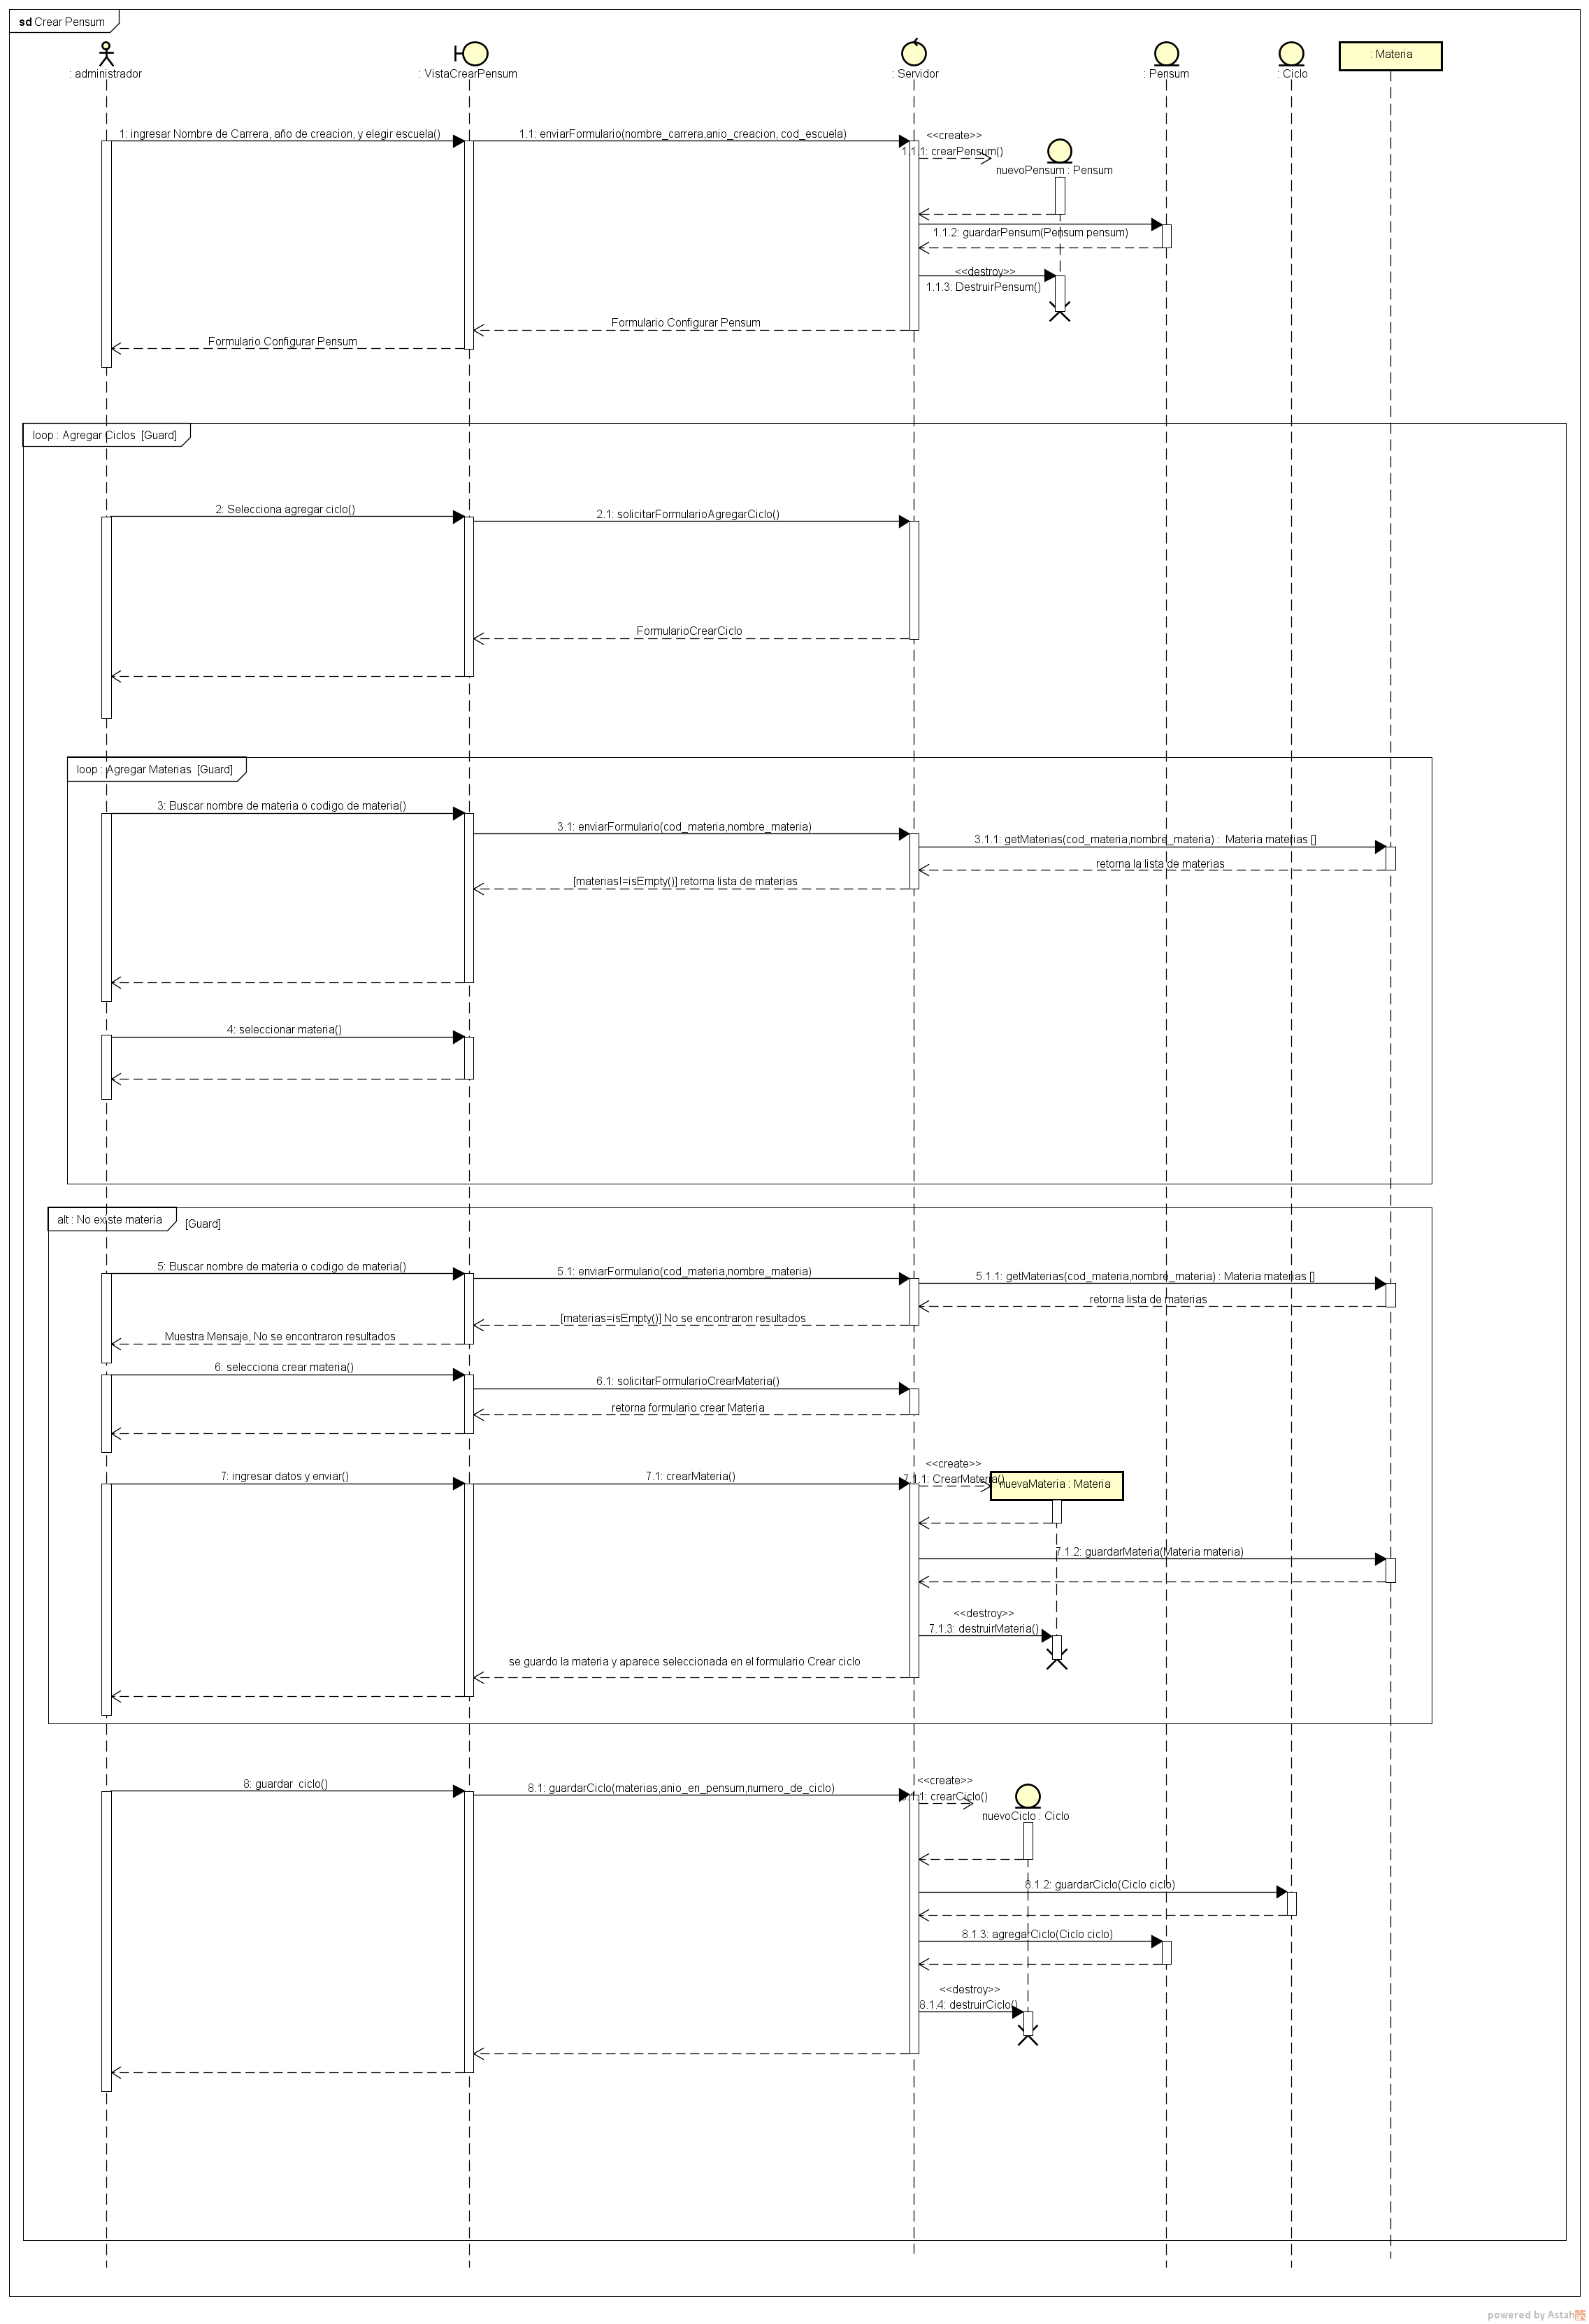 sd Crear Pensum
: administrador
: VistaCrearPensum
: Servidor
: Pensum
: Ciclo
: Materia
1: ingresar Nombre de Carrera, año de creacion, y elegir escuela()
1.1: enviarFormulario(nombre_carrera,anio_creacion, cod_escuela)
<<create>>
1.1.1: crearPensum()
nuevoPensum : Pensum
1.1.2: guardarPensum(Pensum pensum)
<<destroy>>
1.1.3: DestruirPensum()
Formulario Configurar Pensum
Formulario Configurar Pensum
loop : Agregar Ciclos [Guard]
2: Selecciona agregar ciclo()
2.1: solicitarFormularioAgregarCiclo()
FormularioCrearCiclo
loop : Agregar Materias [Guard]
3: Buscar nombre de materia o codigo de materia()
3.1: enviarFormulario(cod_materia,nombre_materia)
3.1.1: getMaterias(cod_materia,nombre_materia) : Materia materias []
retorna la lista de materias
[materias!=isEmpty()] retorna lista de materias
4: seleccionar materia()
alt : No existe materia
[Guard]
5: Buscar nombre de materia o codigo de materia()
5.1: enviarFormulario(cod_materia,nombre_materia)
5.1.1: getMaterias(cod_materia,nombre_materia) : Materia materias []
retorna lista de materias
[materias=isEmpty()] No se encontraron resultados
Muestra Mensaje, No se encontraron resultados
6: selecciona crear materia()
6.1: solicitarFormularioCrearMateria()
retorna formulario crear Materia
7: ingresar datos y enviar()
7.1: crearMateria()
<<create>>
7.1.1: CrearMateria()
nuevaMateria : Materia
7.1.2: guardarMateria(Materia materia)
<<destroy>>
7.1.3: destruirMateria()
se guardo la materia y aparece seleccionada en el formulario Crear ciclo
8: guardar ciclo()
8.1: guardarCiclo(materias,anio_en_pensum,numero_de_ciclo)
<<create>>
8.1.1: crearCiclo()
nuevoCiclo : Ciclo
8.1.2: guardarCiclo(Ciclo ciclo)
8.1.3: agregarCiclo(Ciclo ciclo)
<<destroy>>
8.1.4: destruirCiclo()
powered by Astah